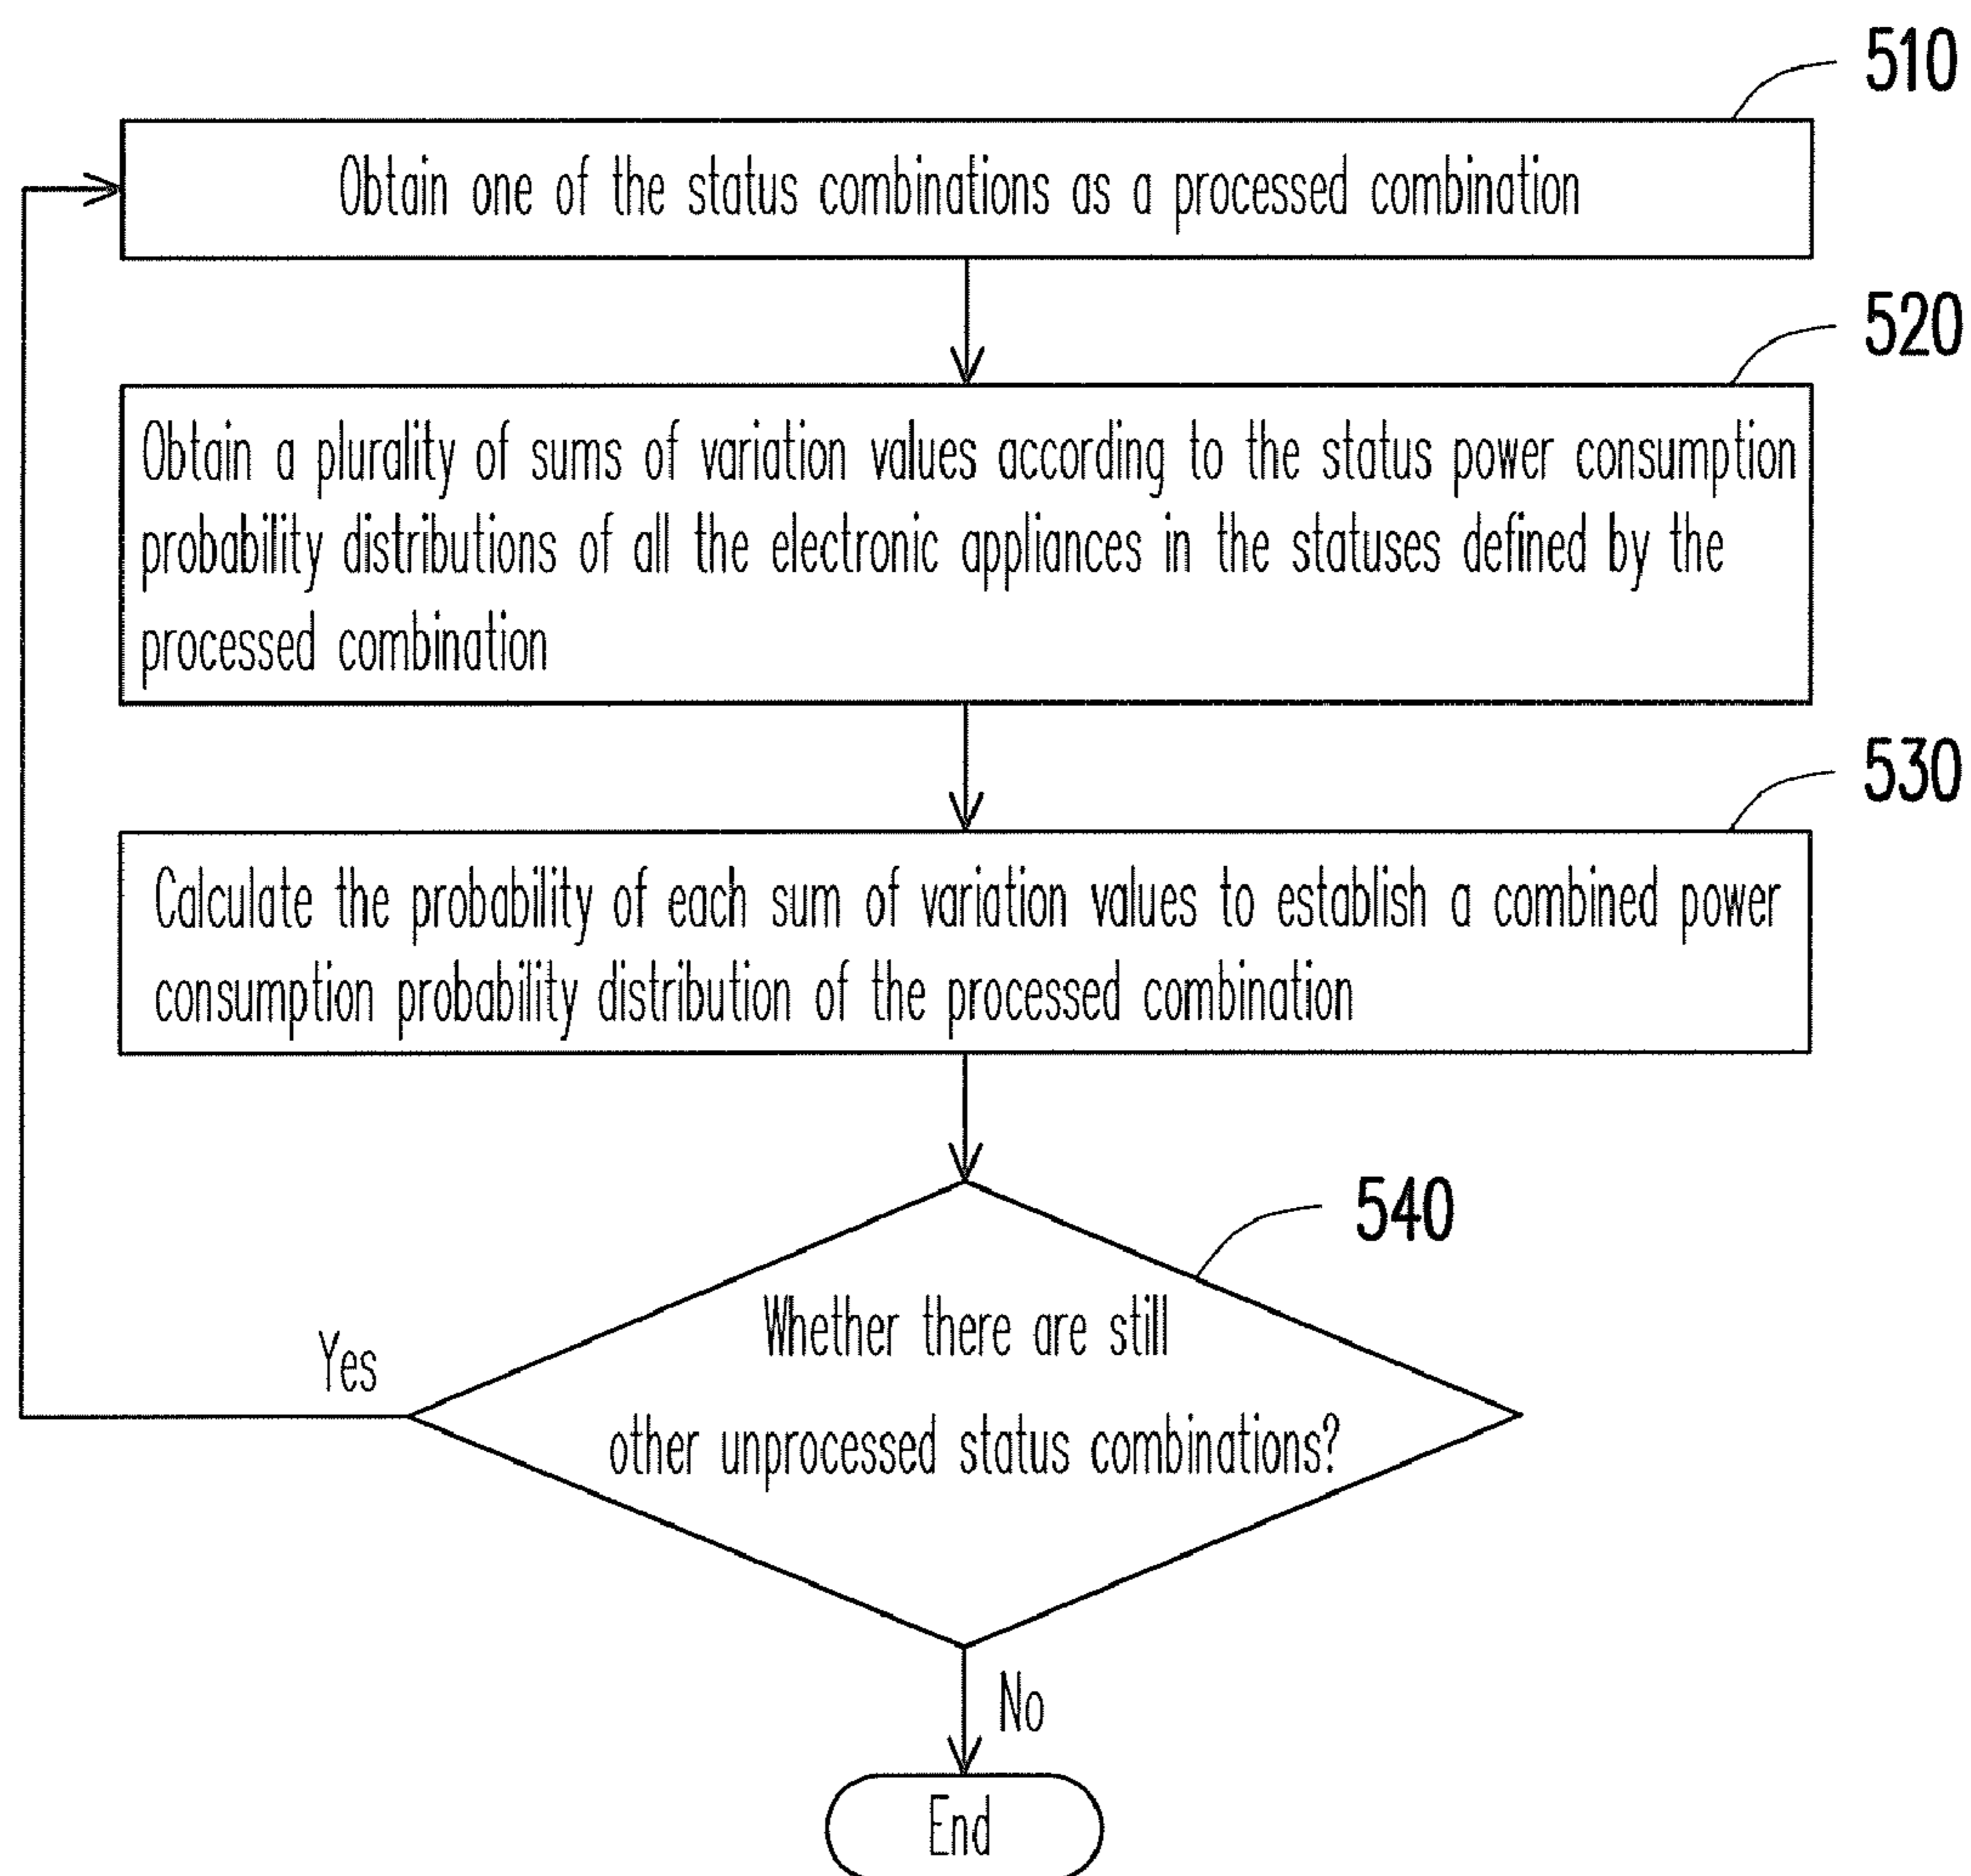 510
Obtain one of the status combinations as a processed combination
520
Obtain a plurality of sums of variation values according to the status power consumption
probability distributions of all the electronic appliances in the statuses defined by the
processed combination
530
Calculate the probability of each sum of variation values to establish a combined power
consumption probability distribution of the processed combination
540
Whether there are still
other unprocessed status combinations?
Yes
No
End